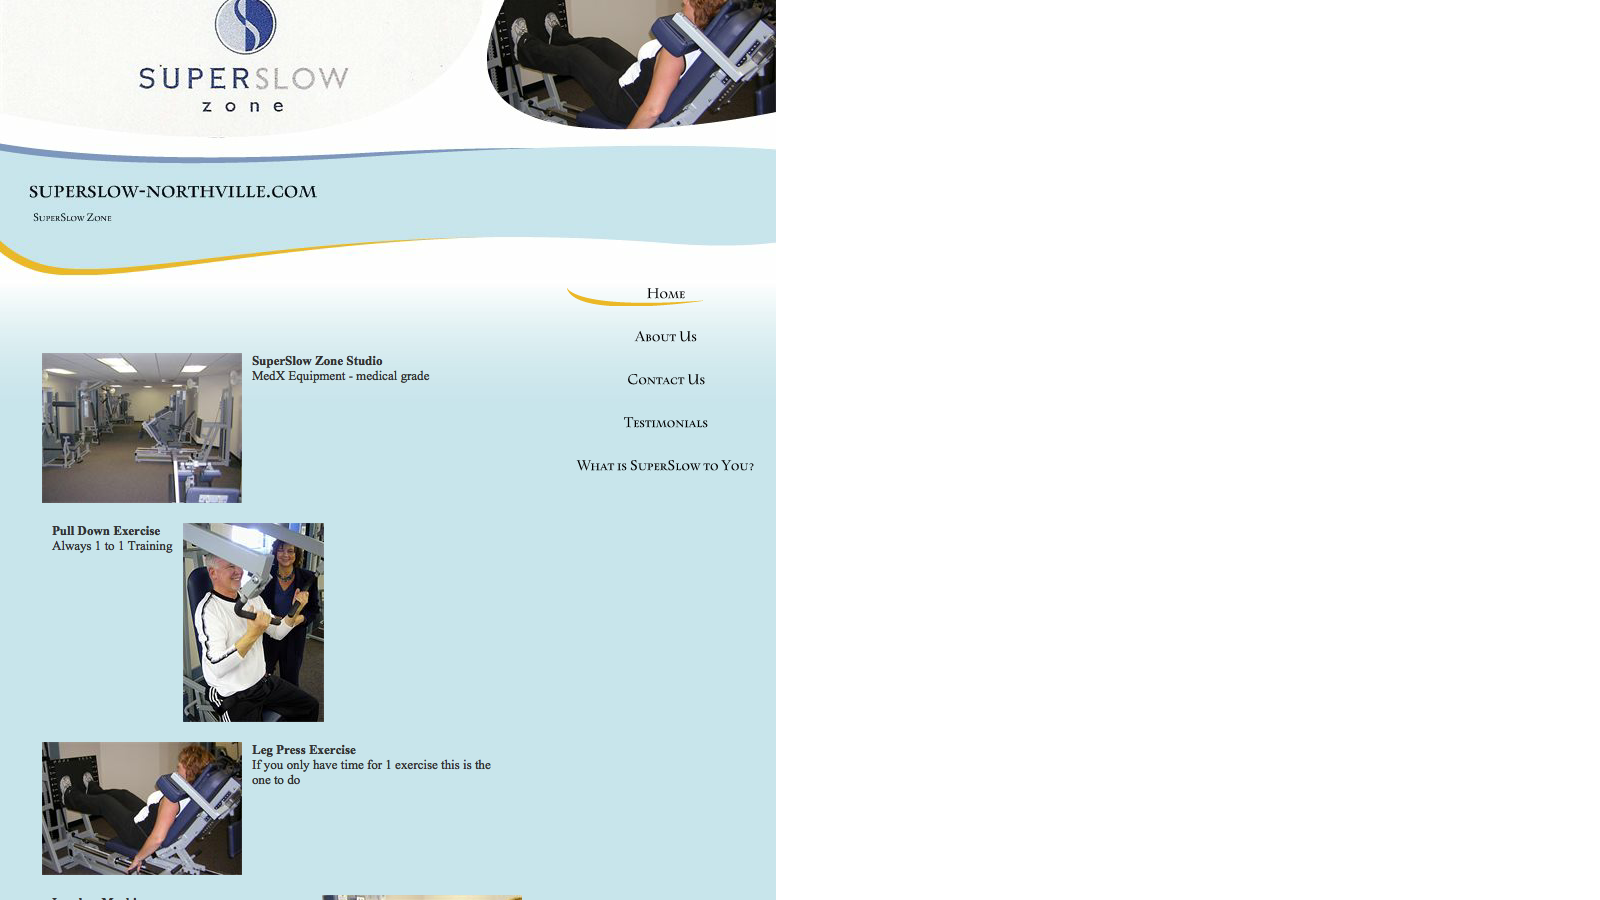 SUPERSLOW
zone
superslow-northville.com
SuperSlow Zone
Home
About Us
Contact Us
Testimonials
What is SuperSlow to You?
SuperSlow Zone Studio
MedX Equipment - medical grade
Pull Down Exercise
Always 1 to 1 Training
Leg Press Exercise
If you only have time for 1 exercise this is the
one to do